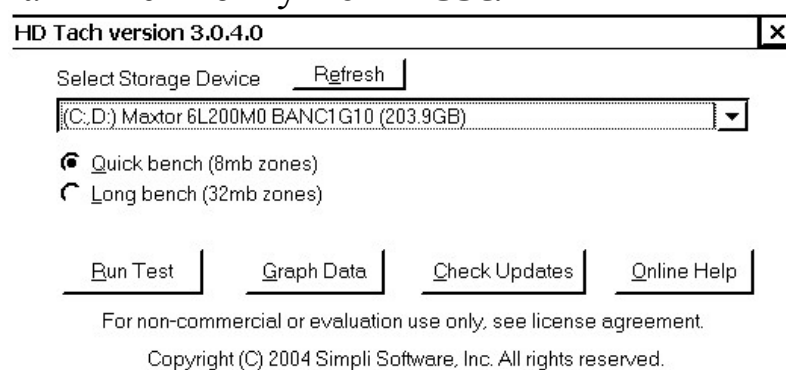 HD Tach version 3.0.4.0
Select Storage Device Refresh
(C:,D:) Maxtor 6L200M0 BANC1G10 (203.9GB)
Quick bench (8mb zones)
Long bench (32mb zones)
Run Test Graph Data Check Updates Online Help
For non-commercial or evaluation use only, see license agreement.
Copyright (C) 2004 Simpli Software, Inc. All rights reserved.